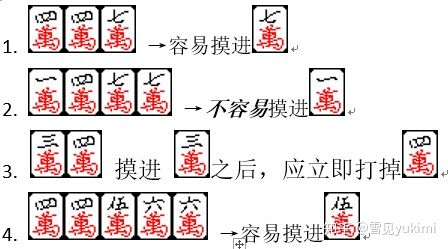 1. 四萬 四萬 七萬 →容易摸进 七萬
2. 一萬 四萬 七萬 七萬 →不容易摸进 一萬
3. 三萬 四萬 摸进 三萬 之后，应立即打掉 四萬
4. 四萬 四萬 伍萬 六萬 六萬 →容易摸进 伍萬
知乎 @雪见yukimi